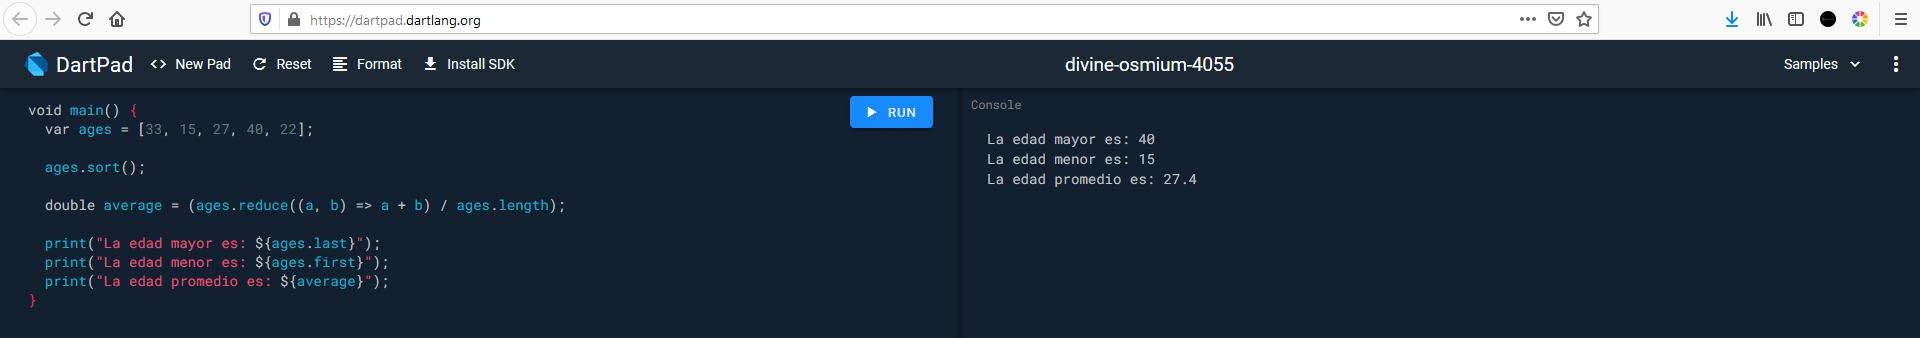 https://dartpad.dartlang.org
DartPad
<> New Pad
Reset
Format
Install SDK
divine-osmium-4055
Samples
void main() {
  var ages = [33, 15, 27, 40, 22];
  ages.sort();
  double average = (ages.reduce((a, b) => a + b) / ages.length);
  print("La edad mayor es: ${ages.last}");
  print("La edad menor es: ${ages.first}");
  print("La edad promedio es: ${average}");
}
RUN
Console
La edad mayor es: 40
La edad menor es: 15
La edad promedio es: 27.4